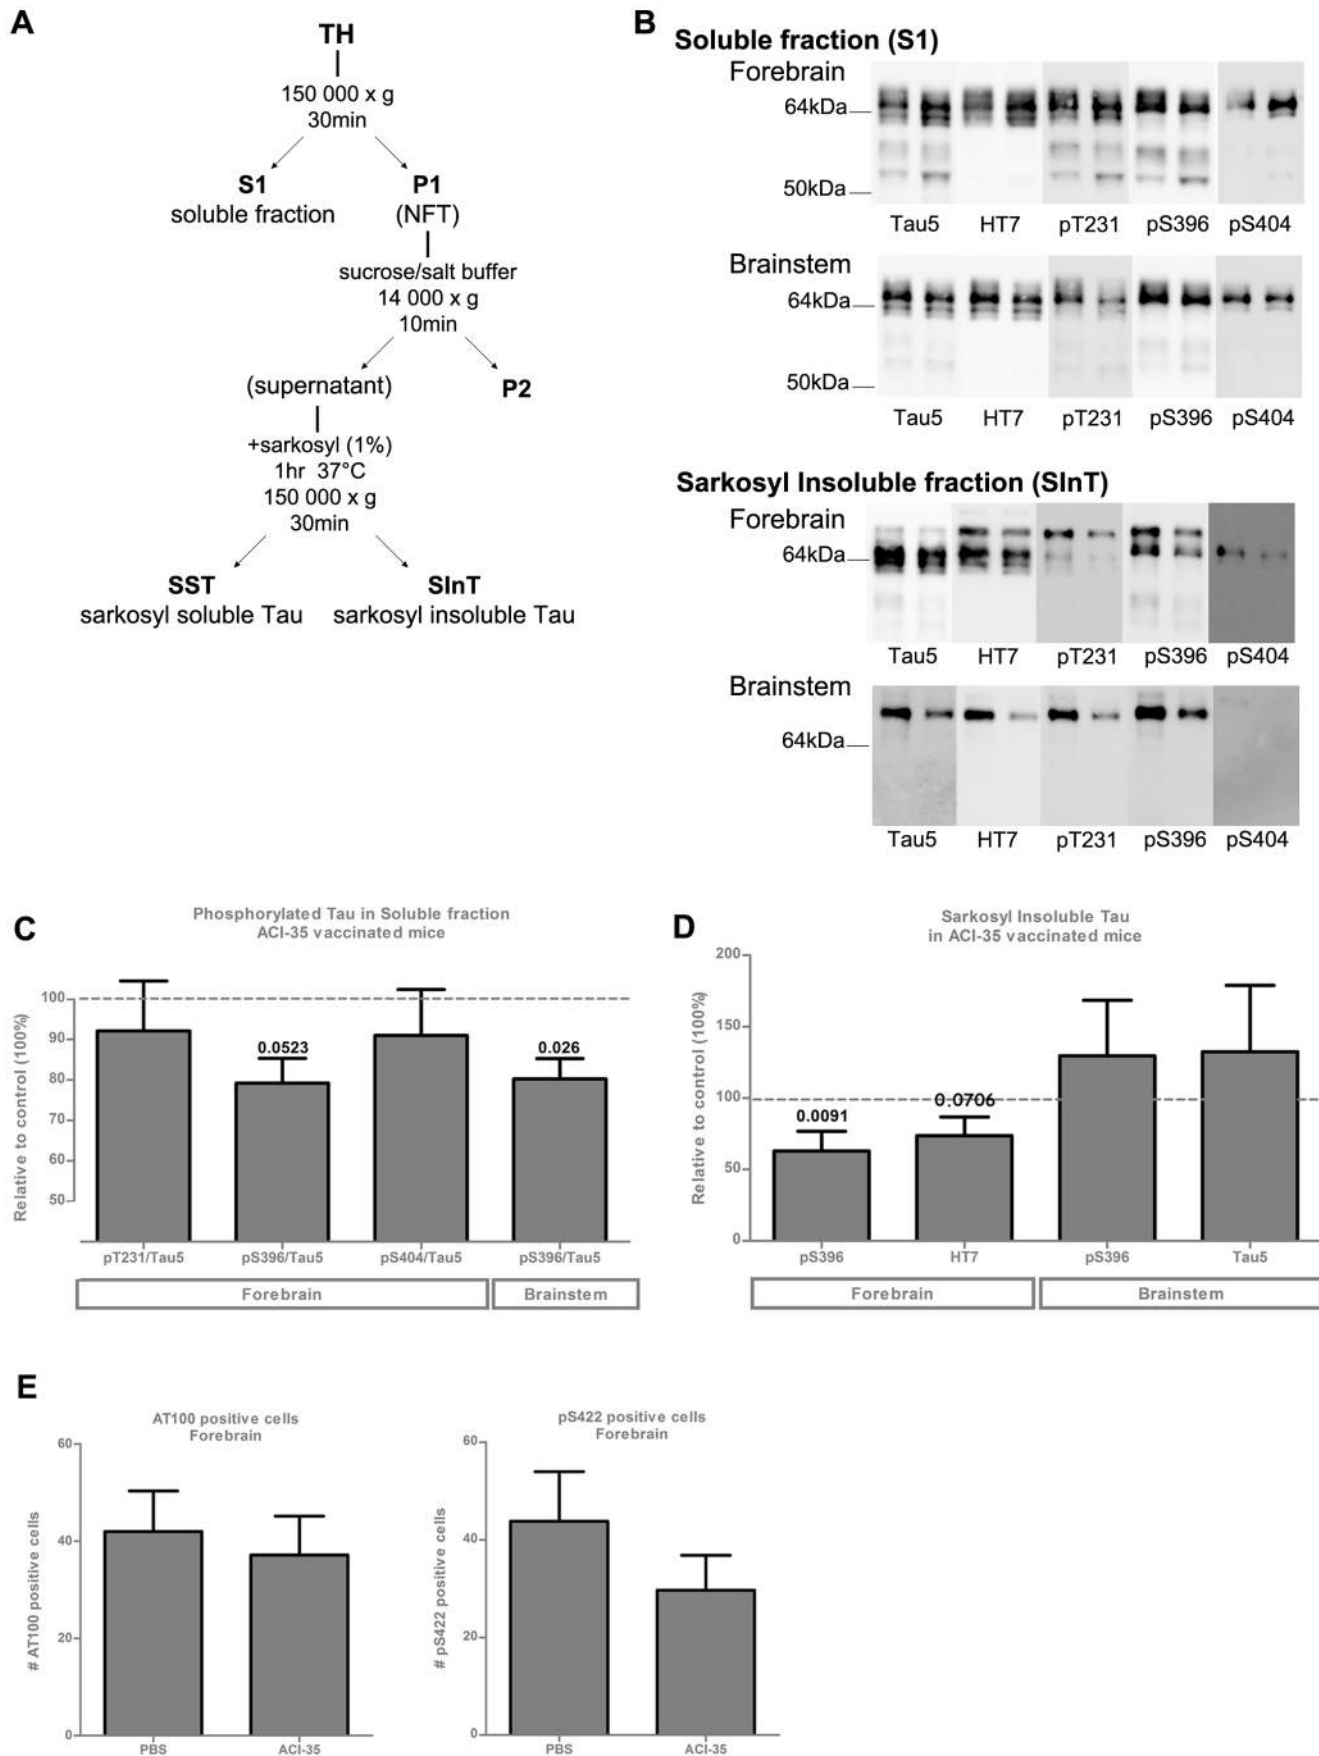 A
TH
150 000 x g
30min
S1
soluble fraction
P1
(NFT)
sucrose/salt buffer
14 000 x g
10min
(supernatant)
P2
+sarkosyl (1%)
1hr 37°C
150 000 x g
30min
SST
sarkosyl soluble Tau
SInT
sarkosyl insoluble Tau
B
Soluble fraction (S1)
Forebrain
64kDa
50kDa
Tau5 HT7 pT231 pS396 pS404
Brainstem
64kDa
50kDa
Tau5 HT7 pT231 pS396 pS404
Sarkosyl Insoluble fraction (SInT)
Forebrain
64kDa
Tau5 HT7 pT231 pS396 pS404
Brainstem
64kDa
Tau5 HT7 pT231 pS396 pS404
C
Phosphorylated Tau in Soluble fraction
ACI-35 vaccinated mice
Relative to control (100%)
100
90
80
70
60
50
0.0523
0.026
pT231/Tau5 pS396/Tau5 pS404/Tau5 pS396/Tau5
Forebrain Brainstem
D
Sarkosyl Insoluble Tau
in ACI-35 vaccinated mice
Relative to control (100%)
200
150
100
50
0
0.0091
0.0706
pS396 HT7 pS396 Tau5
Forebrain Brainstem
E
AT100 positive cells
Forebrain
# AT100 positive cells
60
40
20
0
PBS ACI-35
pS422 positive cells
Forebrain
# pS422 positive cells
60
40
20
0
PBS ACI-35